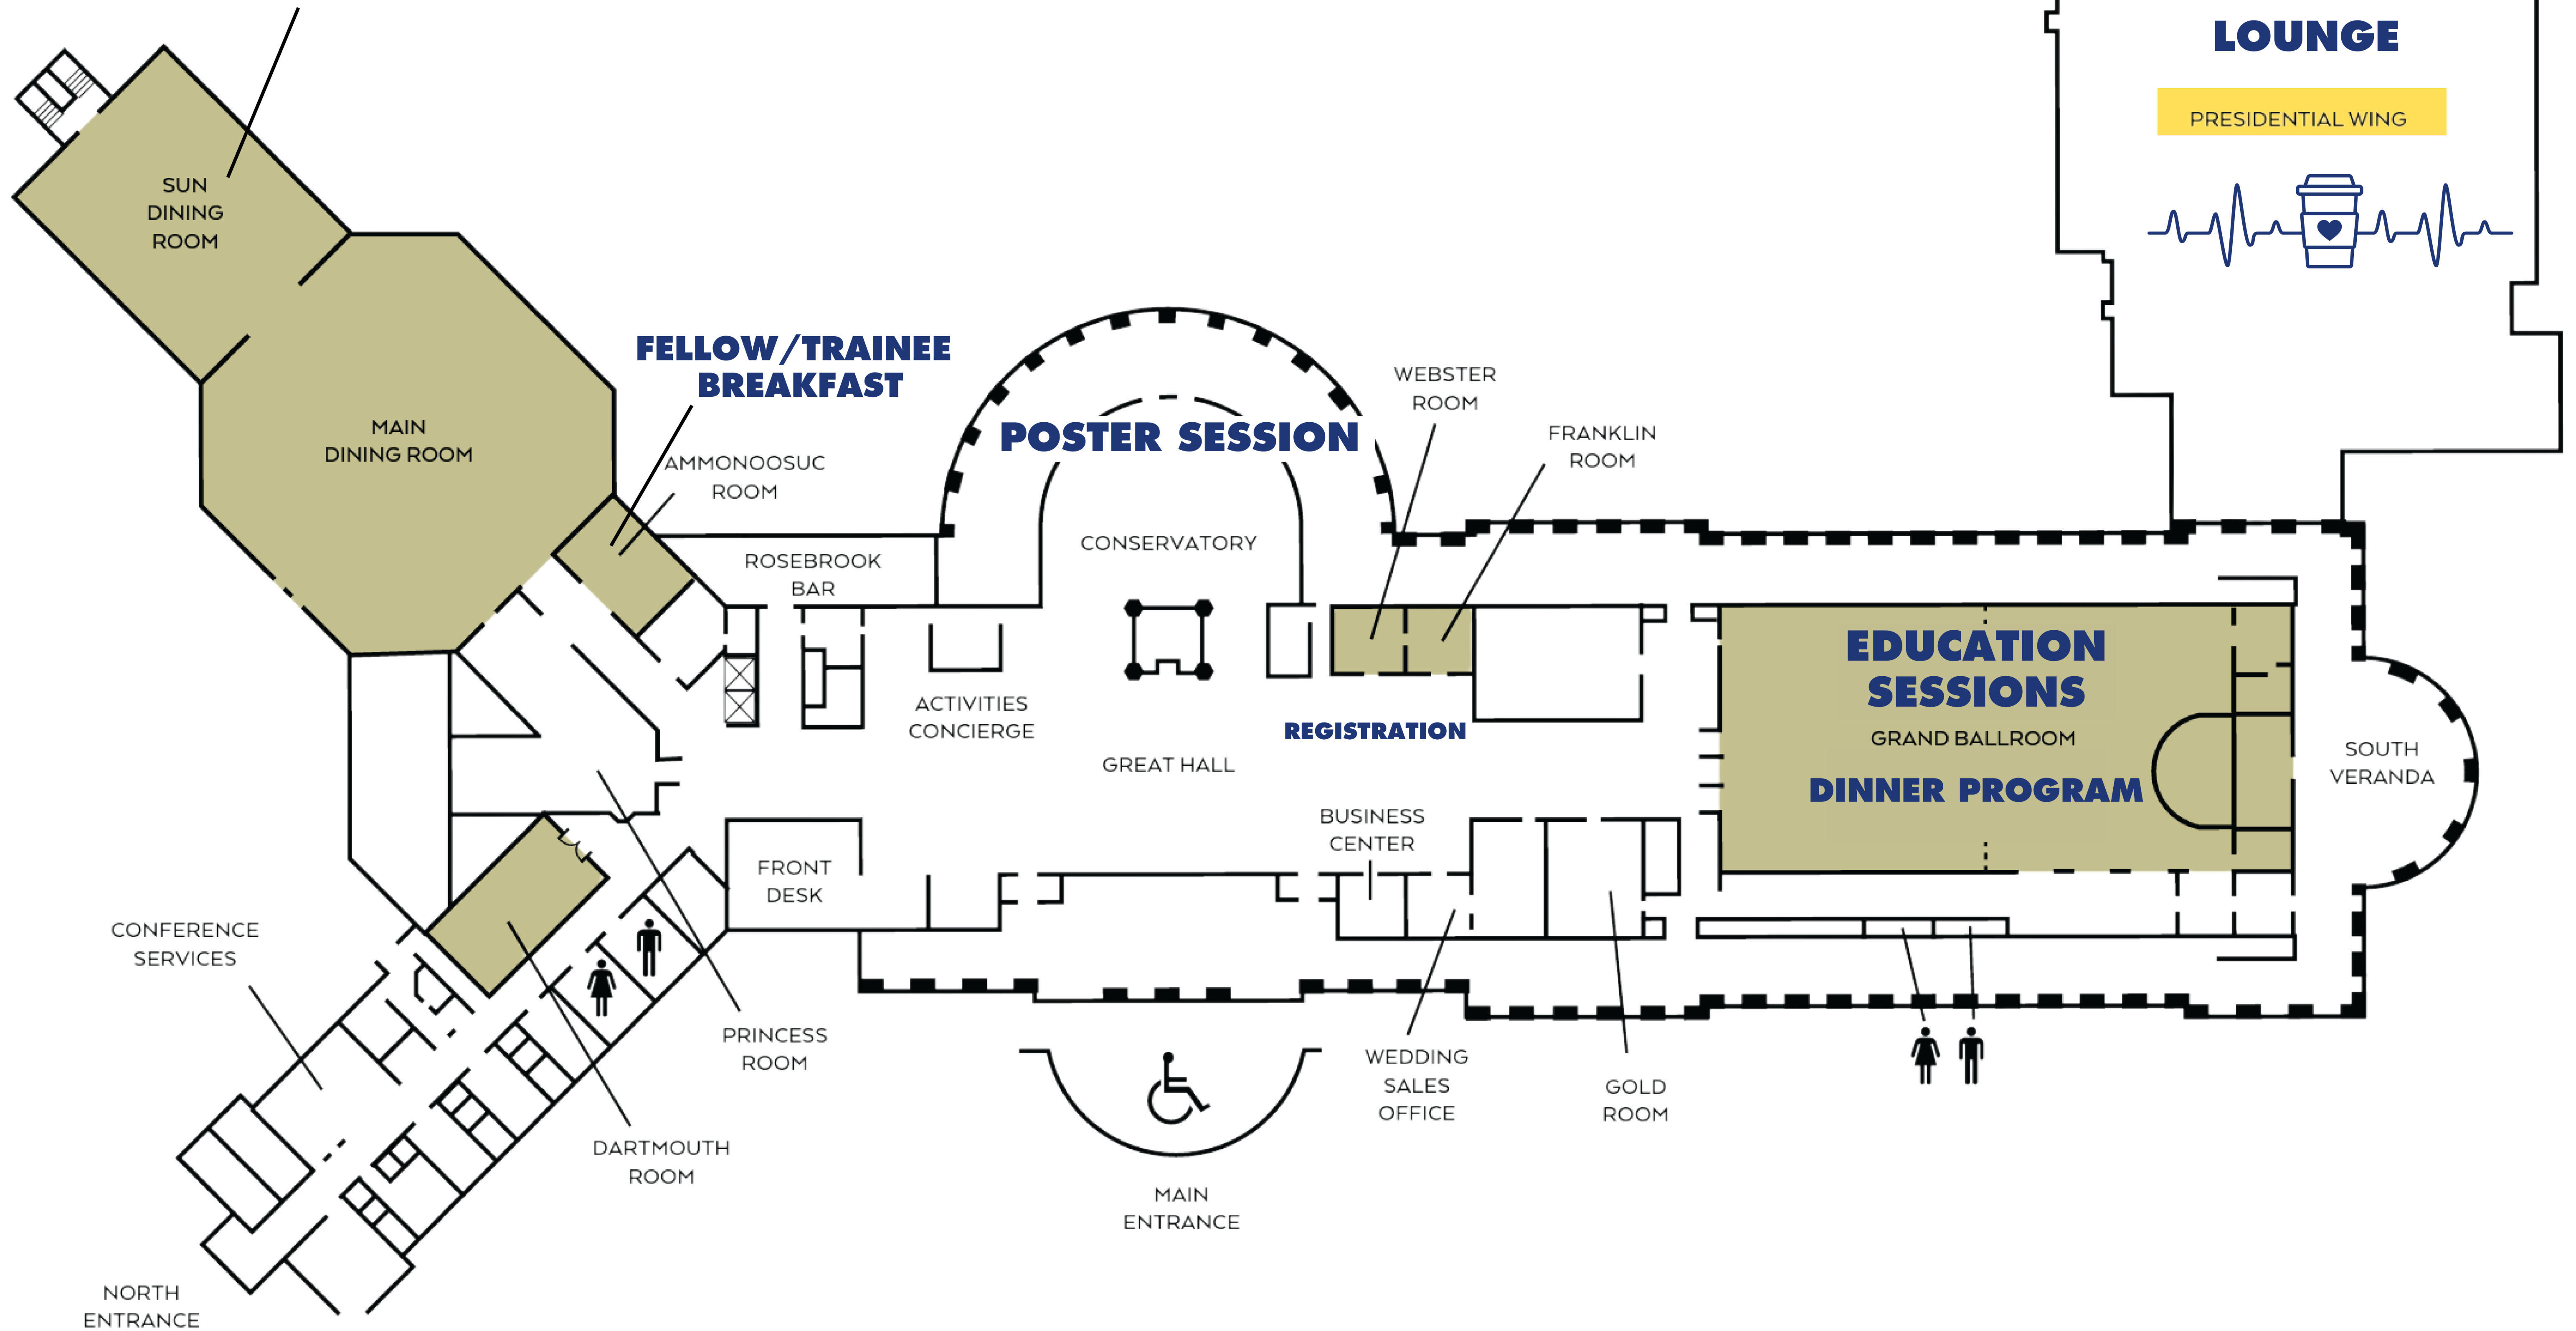 LOUNGE
PRESIDENTIAL WING
SUN
DINING
ROOM
MAIN
DINING ROOM
FELLOW/TRAINEE
BREAKFAST
AMMONOOSUC
ROOM
ROSEBROOK
BAR
POSTER SESSION
CONSERVATORY
WEBSTER
ROOM
FRANKLIN
ROOM
ACTIVITIES
CONCIERGE
GREAT HALL
REGISTRATION
EDUCATION
SESSIONS
GRAND BALLROOM
DINNER PROGRAM
SOUTH
VERANDA
BUSINESS
CENTER
FRONT
DESK
CONFERENCE
SERVICES
PRINCESS
ROOM
DARTMOUTH
ROOM
WEDDING
SALES
OFFICE
GOLD
ROOM
MAIN
ENTRANCE
NORTH
ENTRANCE